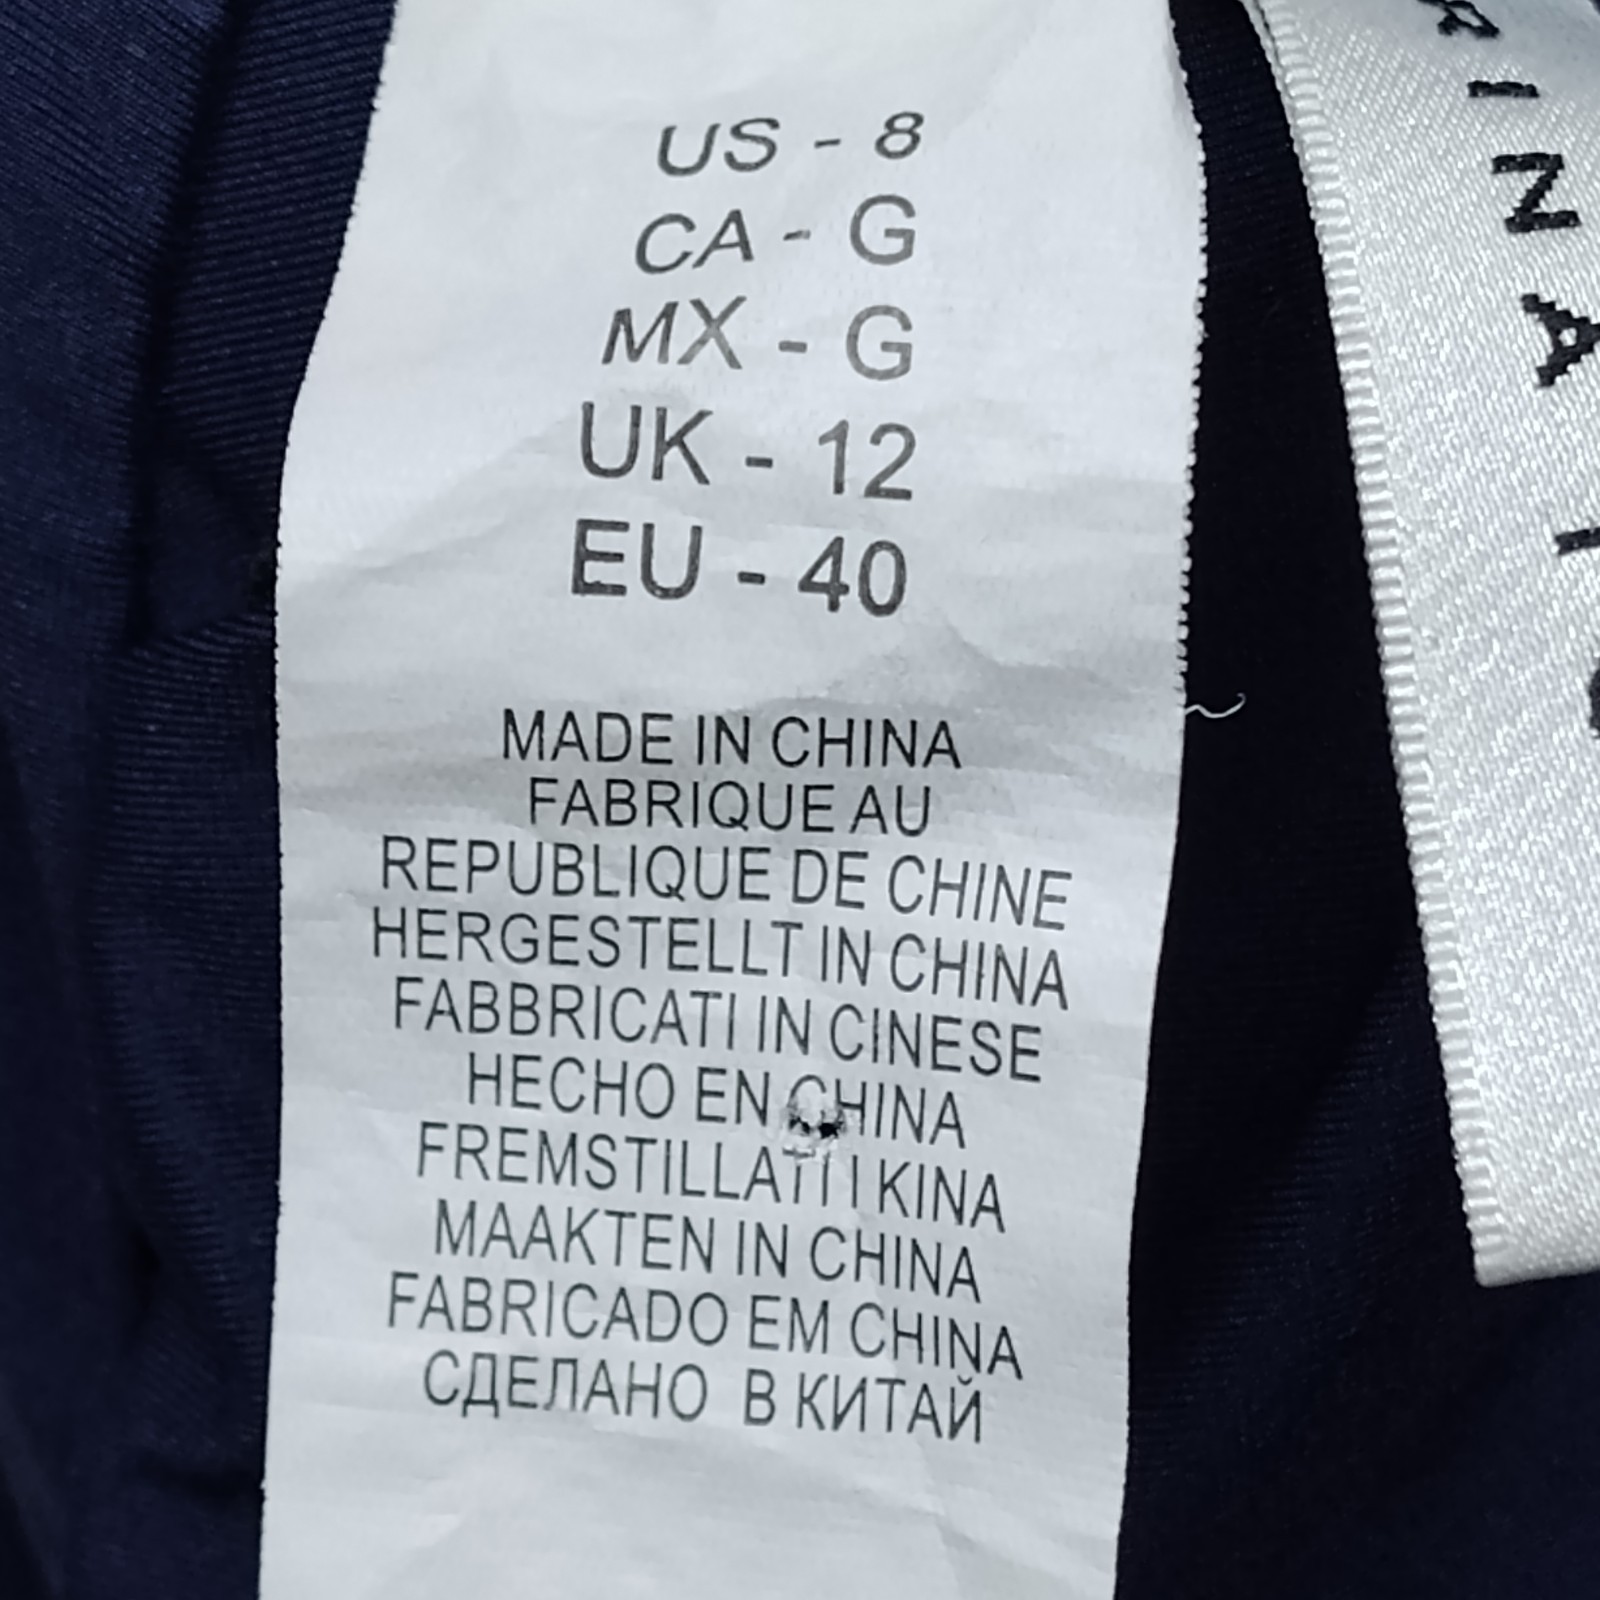 US - 8
CA - G
MX - G
UK - 12
EU - 40
MADE IN CHINA
FABRIQUE AU
REPUBLIQUE DE CHINE
HERGESTELLT IN CHINA
FABBRICATI IN CINESE
HECHO EN CHINA
FREMSTILLATT I KINA
MAAKTEN IN CHINA
FABRICADO EM CHINA
СДЕЛАНО В КИТАЙ